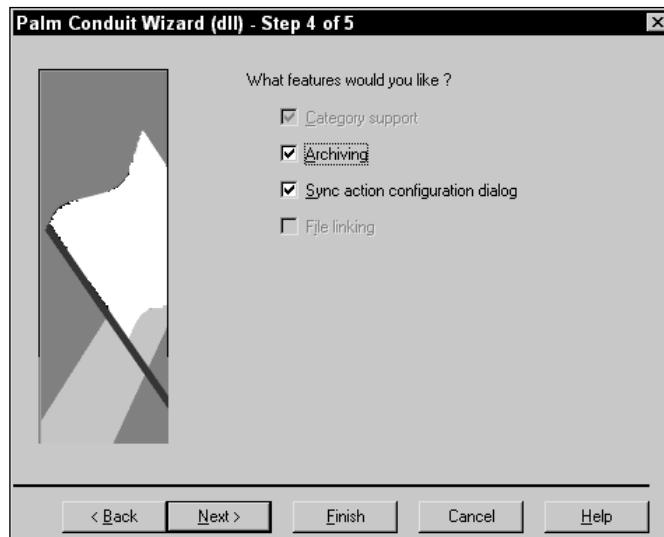 Palm Conduit Wizard (dll) - Step 4 of 5
What features would you like ?
Category support
Archiving
Sync action configuration dialog
File linking
< Back
Next >
Finish
Cancel
Help